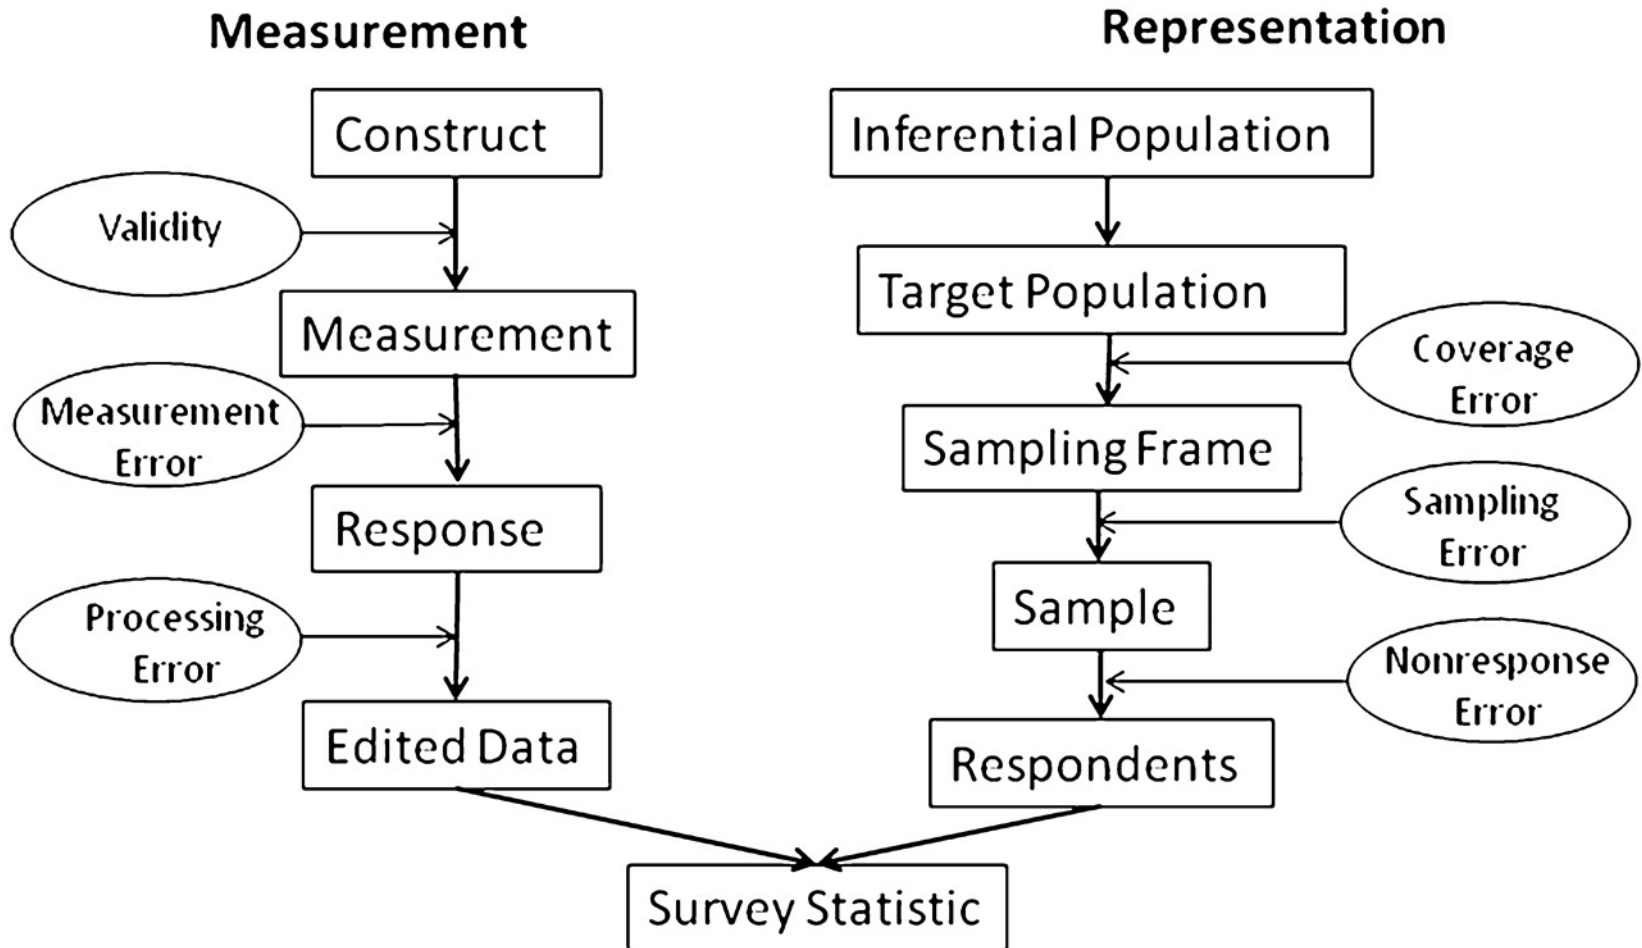 Measurement
Representation
Construct
Inferential Population
Validity
Target Population
Measurement
Coverage
Error
Measurement
Error
Sampling Frame
Sampling
Error
Response
Sample
Processing
Error
Nonresponse
Error
Edited Data
Respondents
Survey Statistic